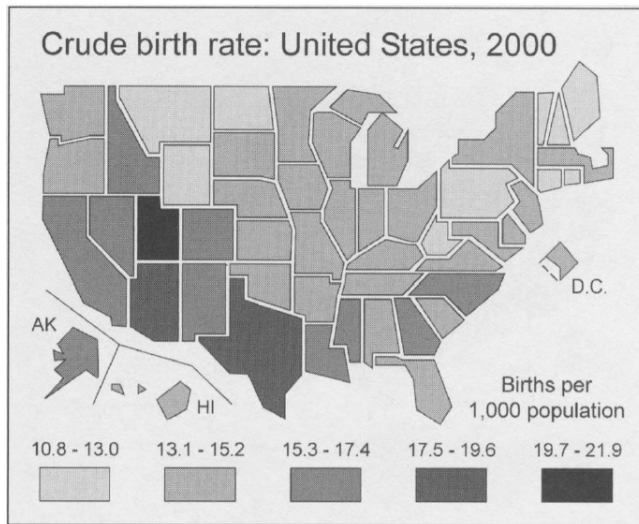 Crude birth rate: United States, 2000
D.C.
AK
HI
Births per
1,000 population
10.8 - 13.0
13.1 - 15.2
15.3 - 17.4
17.5 - 19.6
19.7 - 21.9